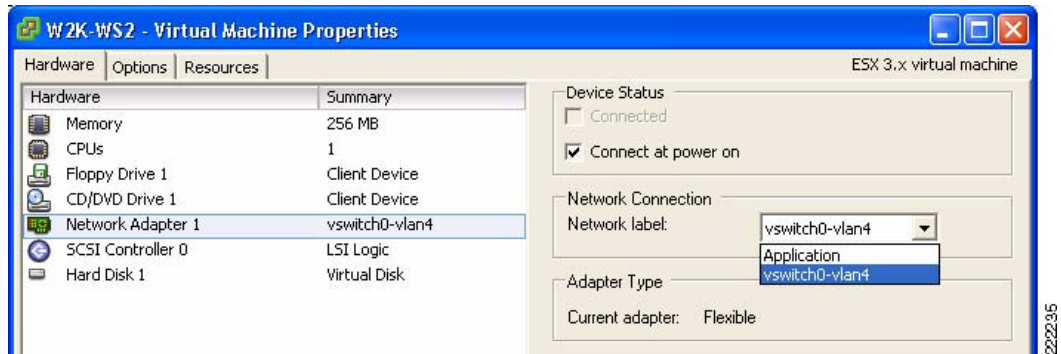 W2K-WS2 - Virtual Machine Properties
Hardware Options Resources
ESX 3.x virtual machine
Hardware Summary
Memory 256 MB
CPUs 1
Floppy Drive 1 Client Device
CD/DVD Drive 1 Client Device
Network Adapter 1 vswitch0-vlan4
SCSI Controller 0 LSI Logic
Hard Disk 1 Virtual Disk
Device Status
Connected
Connect at power on
Network Connection
Network label: vswitch0-vlan4
Application
vswitch0-vlan4
Adapter Type
Current adapter: Flexible
222235